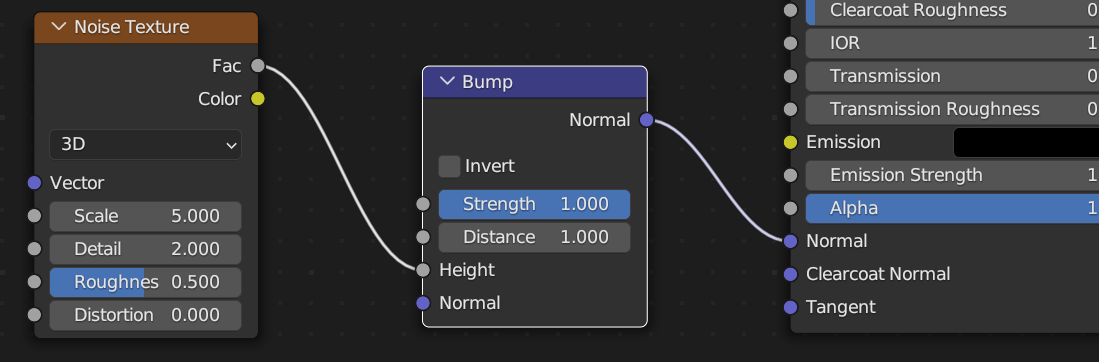 Noise Texture
Fac
Color
3D
Vector
Scale 5.000
Detail 2.000
Roughnes 0.500
Distortion 0.000
Bump
Normal
Invert
Strength 1.000
Distance 1.000
Height
Normal
Clearcoat Roughness 0
IOR 1
Transmission 0
Transmission Roughness 0
Emission
Emission Strength 1
Alpha 1
Normal
Clearcoat Normal
Tangent